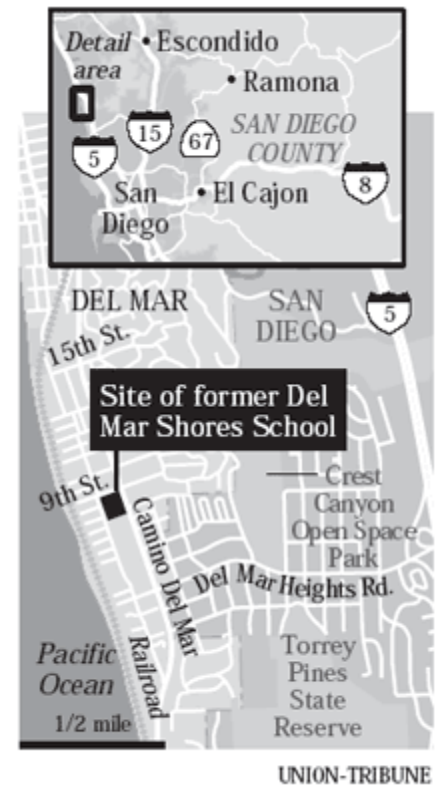 Detail
area
Escondido
Ramona
15
67
SAN DIEGO
COUNTY
5
8
San
Diego
El Cajon
DEL MAR
SAN
DIEGO
5
15th St.
Site of former Del
Mar Shores School
9th St.
Crest
Canyon
Open Space
Park
Camino Del Mar
Del Mar Heights Rd.
Pacific
Ocean
Railroad
Torrey
Pines
State
Reserve
1/2 mile
UNION-TRIBUNE